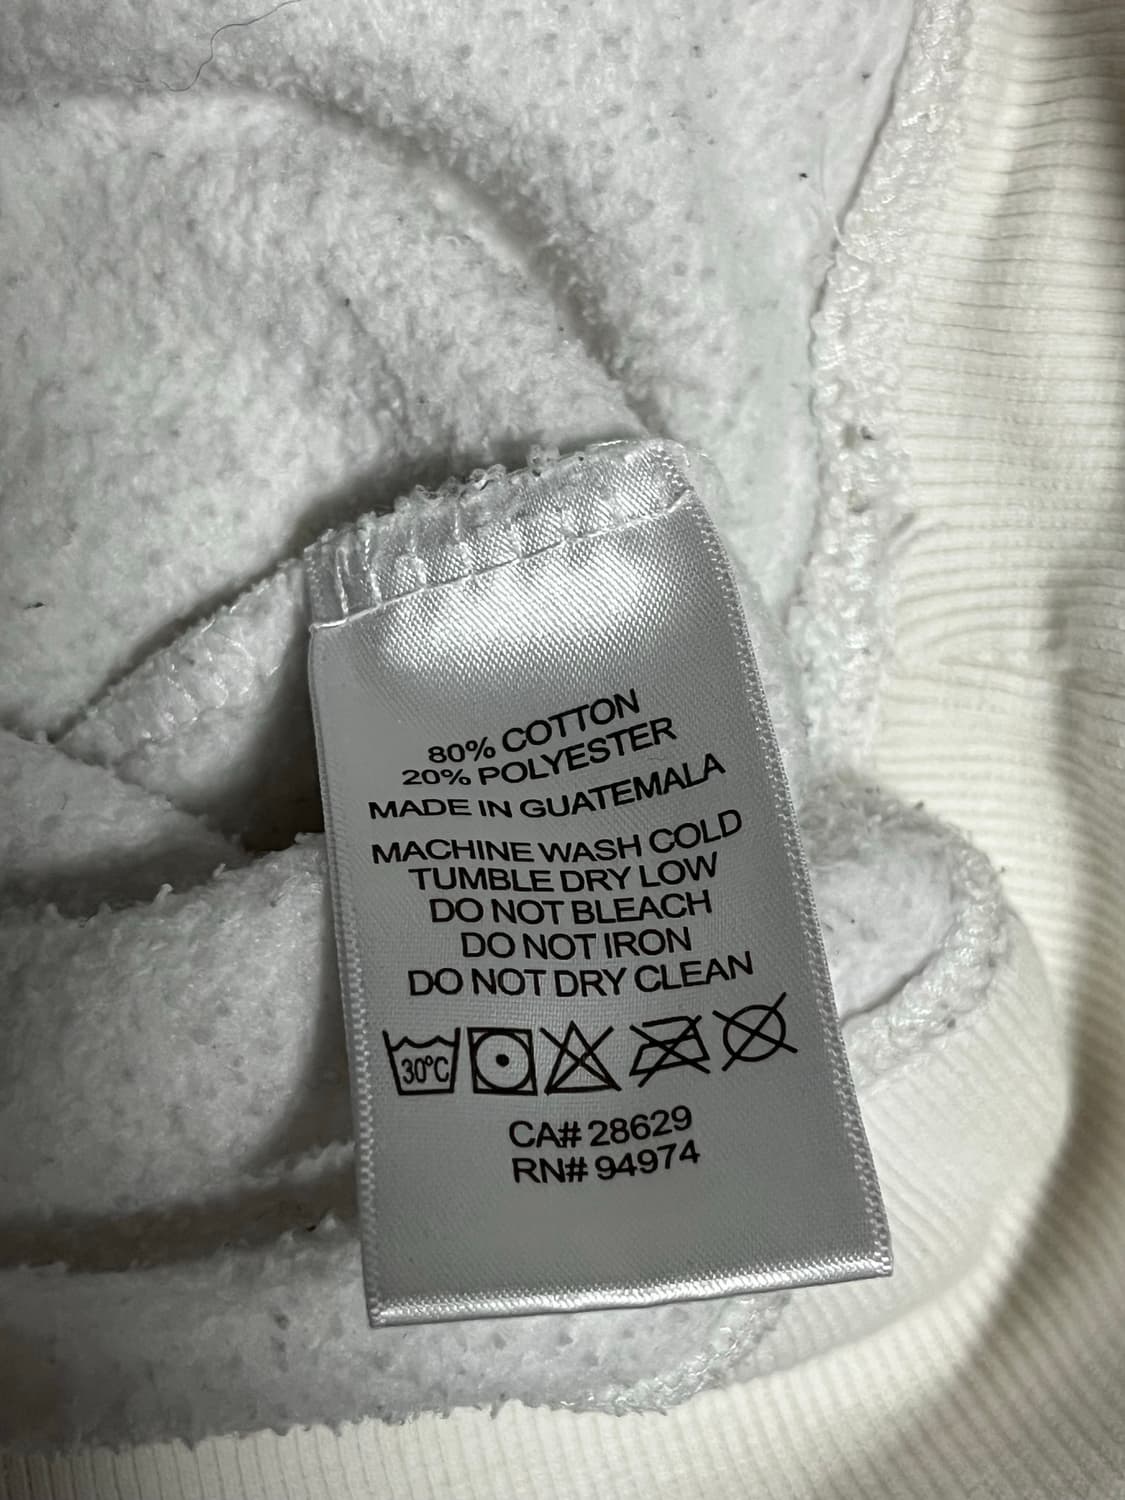 80% COTTON
20% POLYESTER
MADE IN GUATEMALA
MACHINE WASH COLD
TUMBLE DRY LOW
DO NOT BLEACH
DO NOT IRON
DO NOT DRY CLEAN
30°C
CA# 28629
RN# 94974